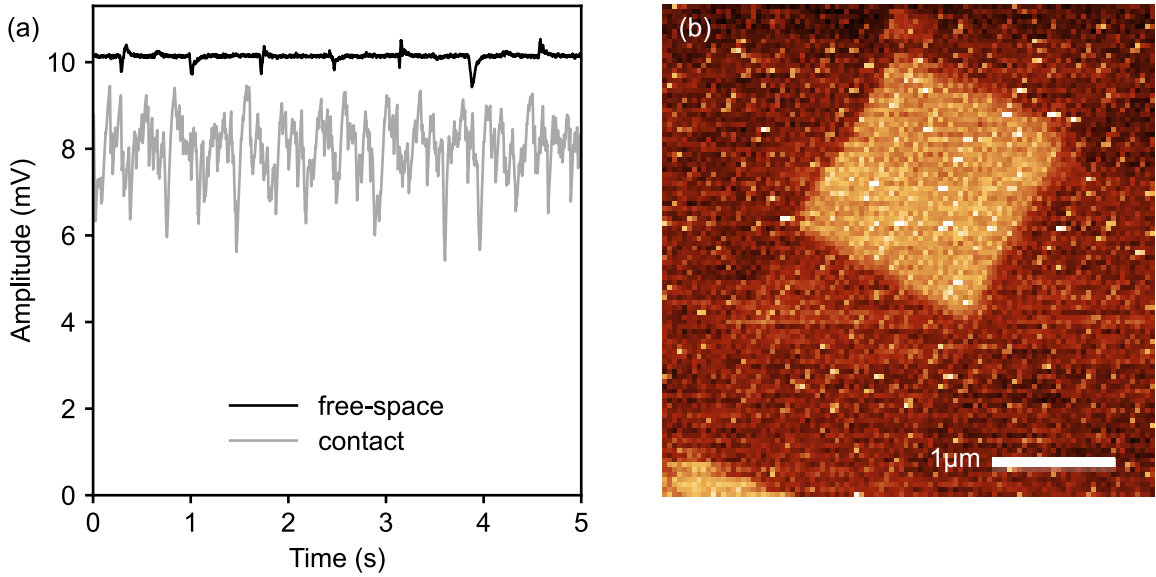 (a)
10
8
6
4
2
0
Amplitude (mV)
free-space
contact
0 1 2 3 4 5
Time (s)
(b)
1µm